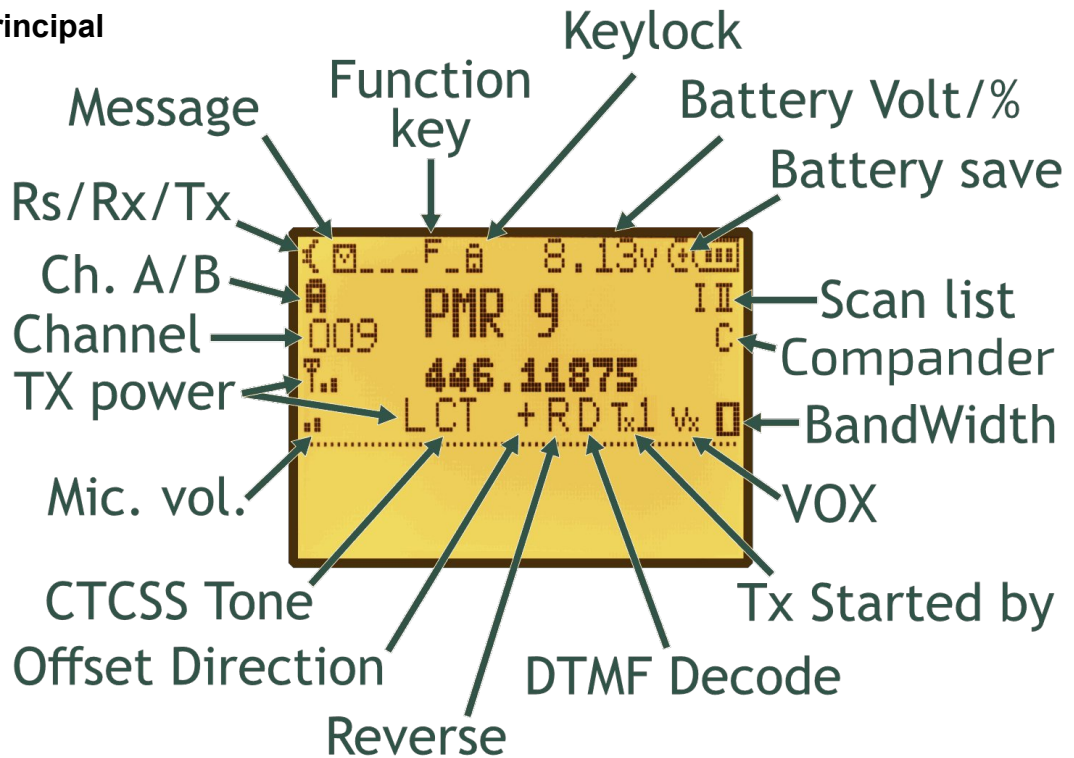 rincipal
Keylock
Function
key
Message
Battery Volt/%
Battery save
Rs/Rx/Tx
Ch. A/B
Channel
TX power
Mic. vol.
___F_ 8.13v
A PMR 9 I II
009 C
446.11875
L CT + R D Tx1 Vx
Scan list
Compander
BandWidth
VOX
CTCSS Tone
Tx Started by
Offset Direction
DTMF Decode
Reverse